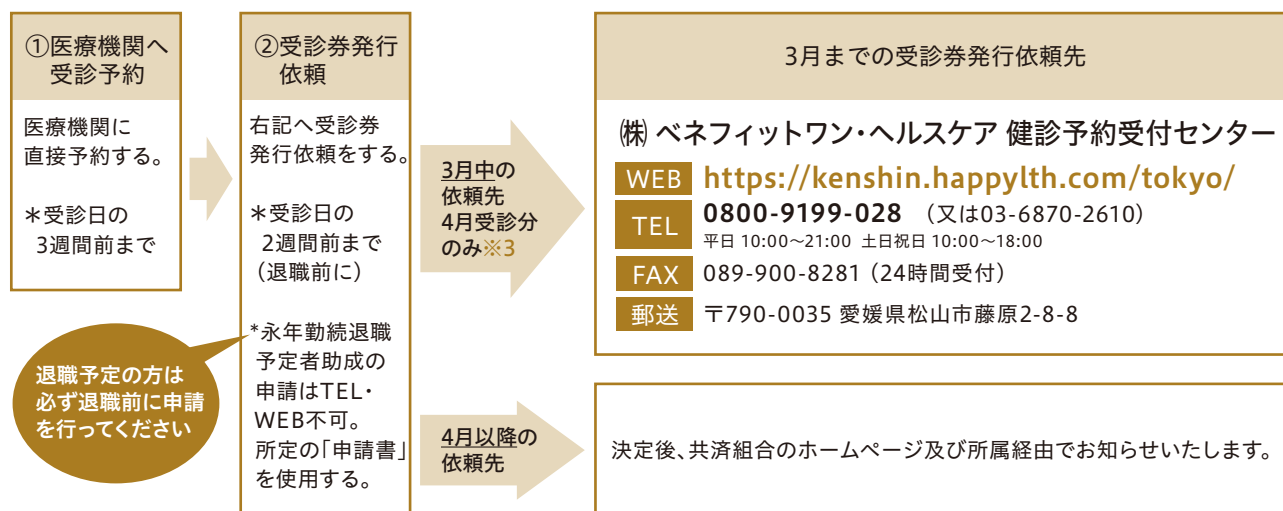 ①医療機関へ
受診予約
医療機関に
直接予約する。
＊受診日の
3週間前まで
②受診券発行
依頼
右記へ受診券
発行依頼をする。
＊受診日の
2週間前まで
（退職前に）
*永年勤続退職
予定者助成の
申請はTEL・
WEB不可。
所定の「申請書」
を使用する。
退職予定の方は
必ず退職前に申請
を行ってください
3月中の
依頼先
4月受診分
のみ※3
3月までの受診券発行依頼先
㈱ ベネフィットワン・ヘルスケア 健診予約受付センター
WEB https://kenshin.happylth.com/tokyo/
TEL 0800-9199-028 （又は03-6870-2610）
平日 10:00～21:00 土日祝日 10:00～18:00
FAX 089-900-8281（24時間受付）
郵送 〒790-0035 愛媛県松山市藤原2-8-8
4月以降の
依頼先
決定後、共済組合のホームページ及び所属経由でお知らせいたします。